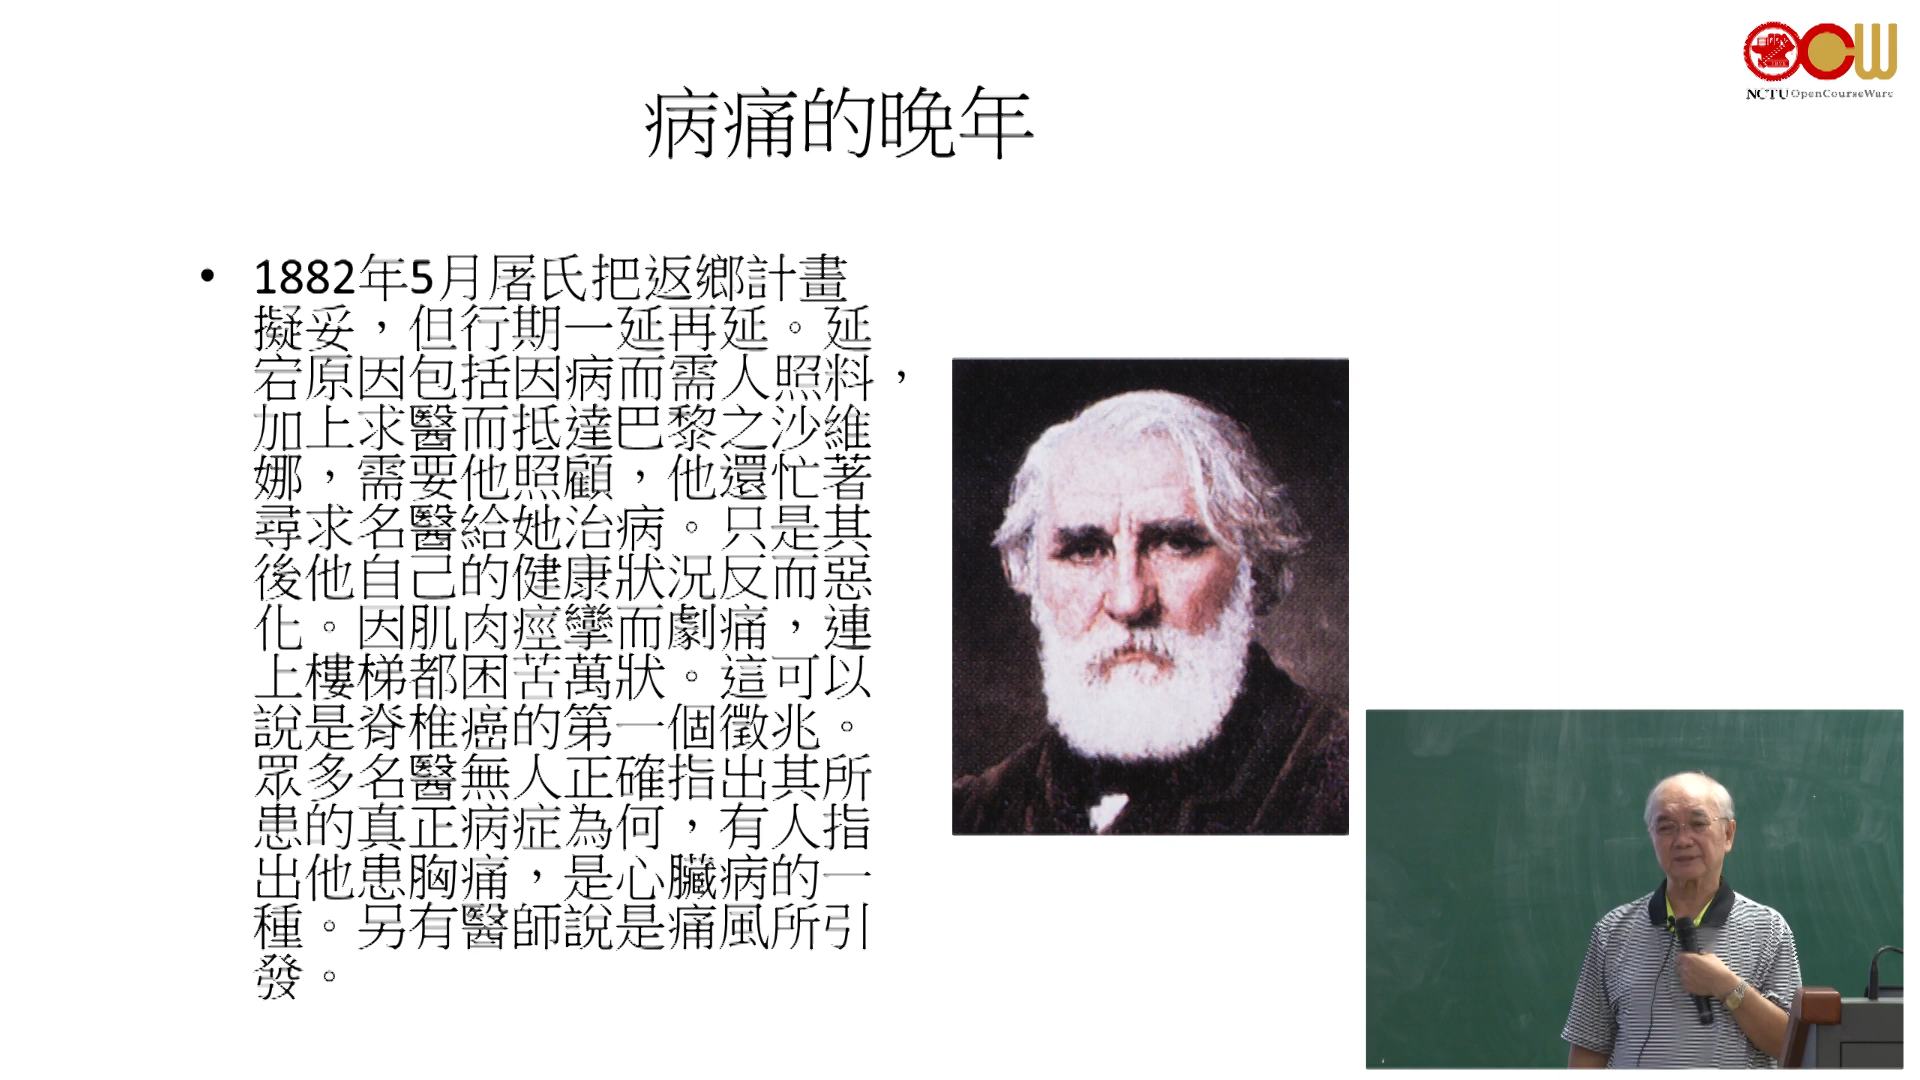 NCTU OpenCourseWare
病痛的晚年
• 1882年5月屠氏把返鄉計畫
擬妥，但行期一延再延。延
宕原因包括因病而需人照料，
加上求醫而抵達巴黎之沙維
娜，需要他照顧，他還忙著
尋求名醫給她治病。只是其
後他自己的健康狀況反而惡
化。因肌肉痙攣而劇痛，連
上樓梯都困苦萬狀。這可以
說是脊椎癌的第一個徵兆。
眾多名醫無人正確指出其所
患的真正病症為何，有人指
出他患胸痛，是心臟病的一
種。另有醫師說是痛風所引
發。